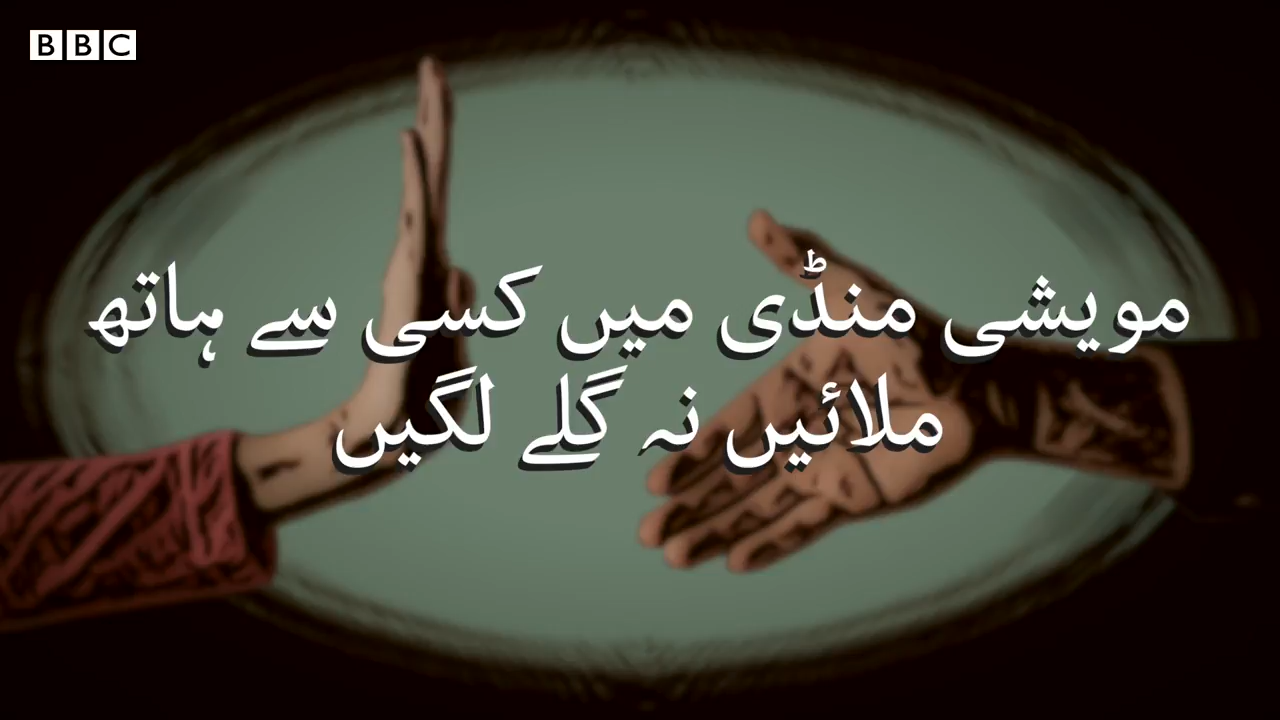 BBC
مویشی منڈی میں کسی سے ہاتھ
ملائیں نہ گلے لگیں